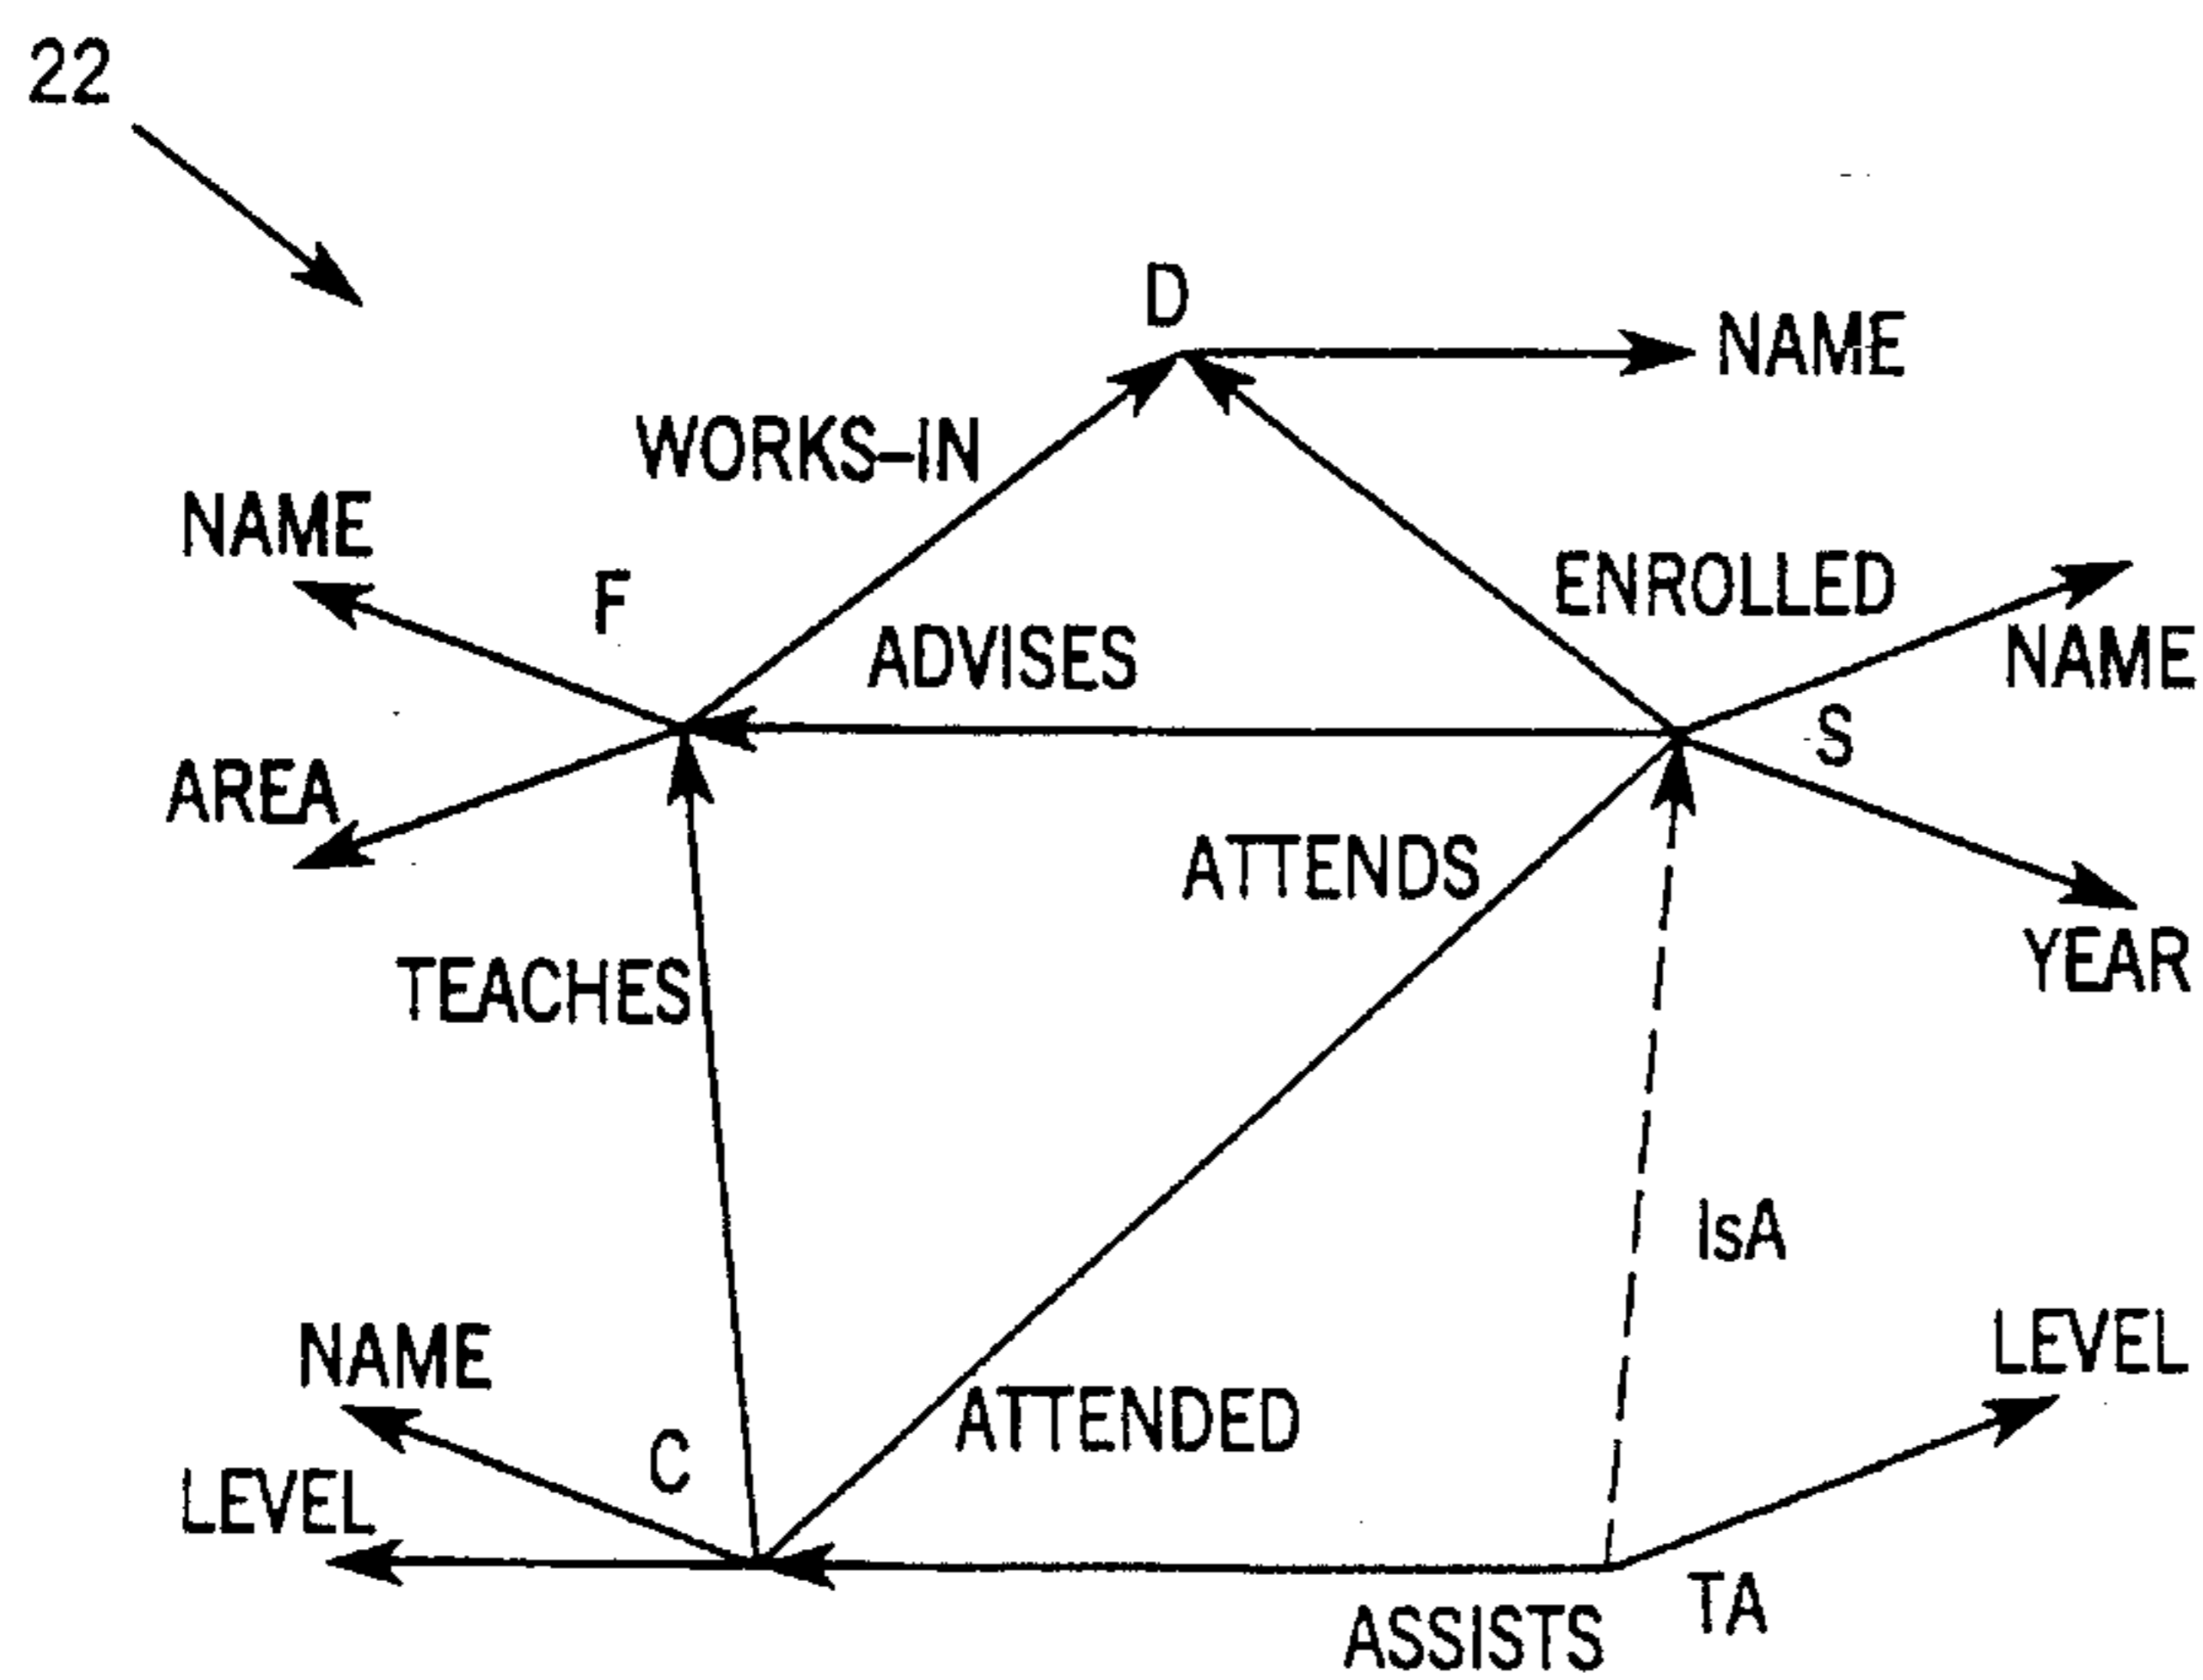 22
D
NAME
WORKS-IN
NAME
F
ENROLLED
ADVISES
NAME
S
AREA
ATTENDS
YEAR
TEACHES
IsA
NAME
LEVEL
ATTENDED
C
LEVEL
TA
ASSISTS